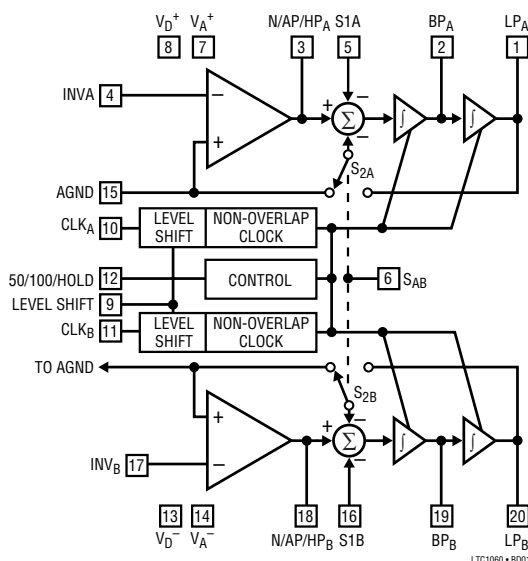 V_D^+ V_A^+ N/AP/HP_A S1A BP_A LP_A
8 7 3 5 2 1
INVA 4 − + − ∫ ∫
Σ
+ −
S_2A
AGND 15
CLK_A 10 LEVEL SHIFT NON-OVERLAP CLOCK
50/100/HOLD 12 CONTROL 6 S_AB
LEVEL SHIFT 9
CLK_B 11 LEVEL SHIFT NON-OVERLAP CLOCK
TO AGND
S_2B
+ −
+ Σ ∫ ∫
INV_B 17 − −
13 14 18 16 19 20
V_D^− V_A^− N/AP/HP_B S1B BP_B LP_B
LTC1060 • BD01